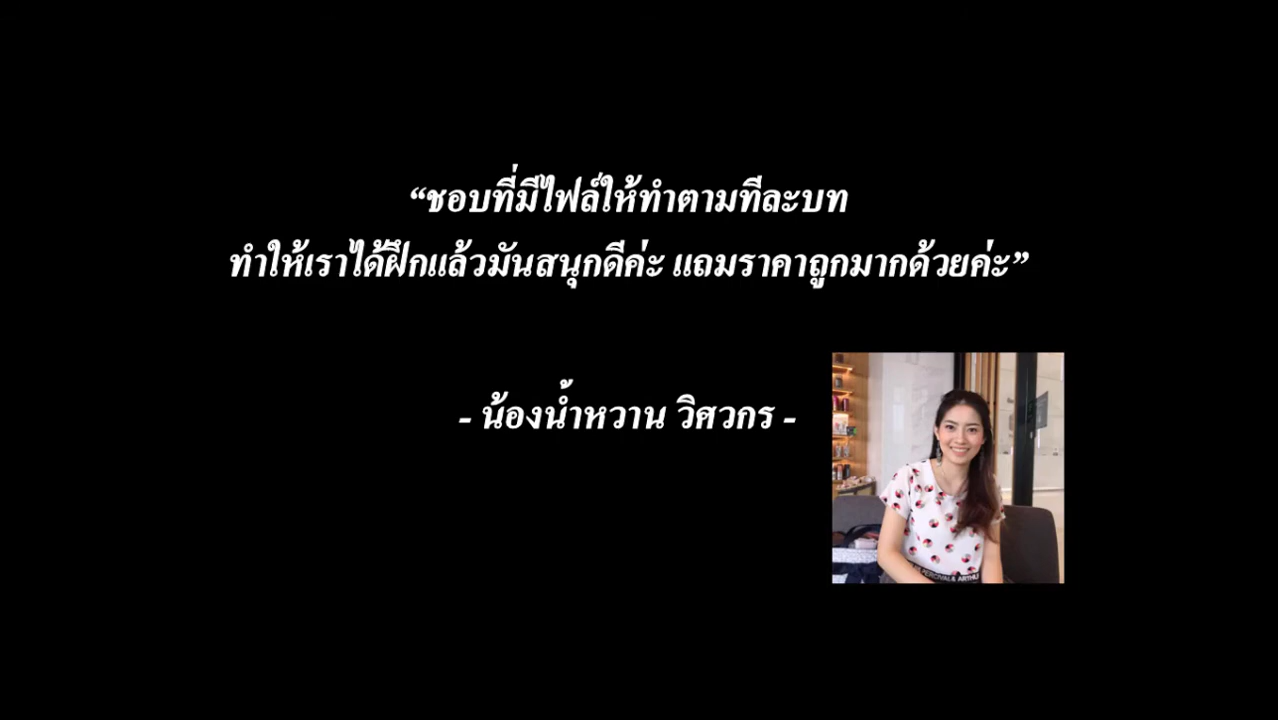 “ชอบที่มีไฟล์ให้ทำตามทีละบท
ทำให้เราได้ฝึกแล้วมันสนุกดีค่ะ แถมราคาถูกมากด้วยค่ะ”
- น้องน้ำหวาน วิศวกร -
PERCIVAL & ARTHU